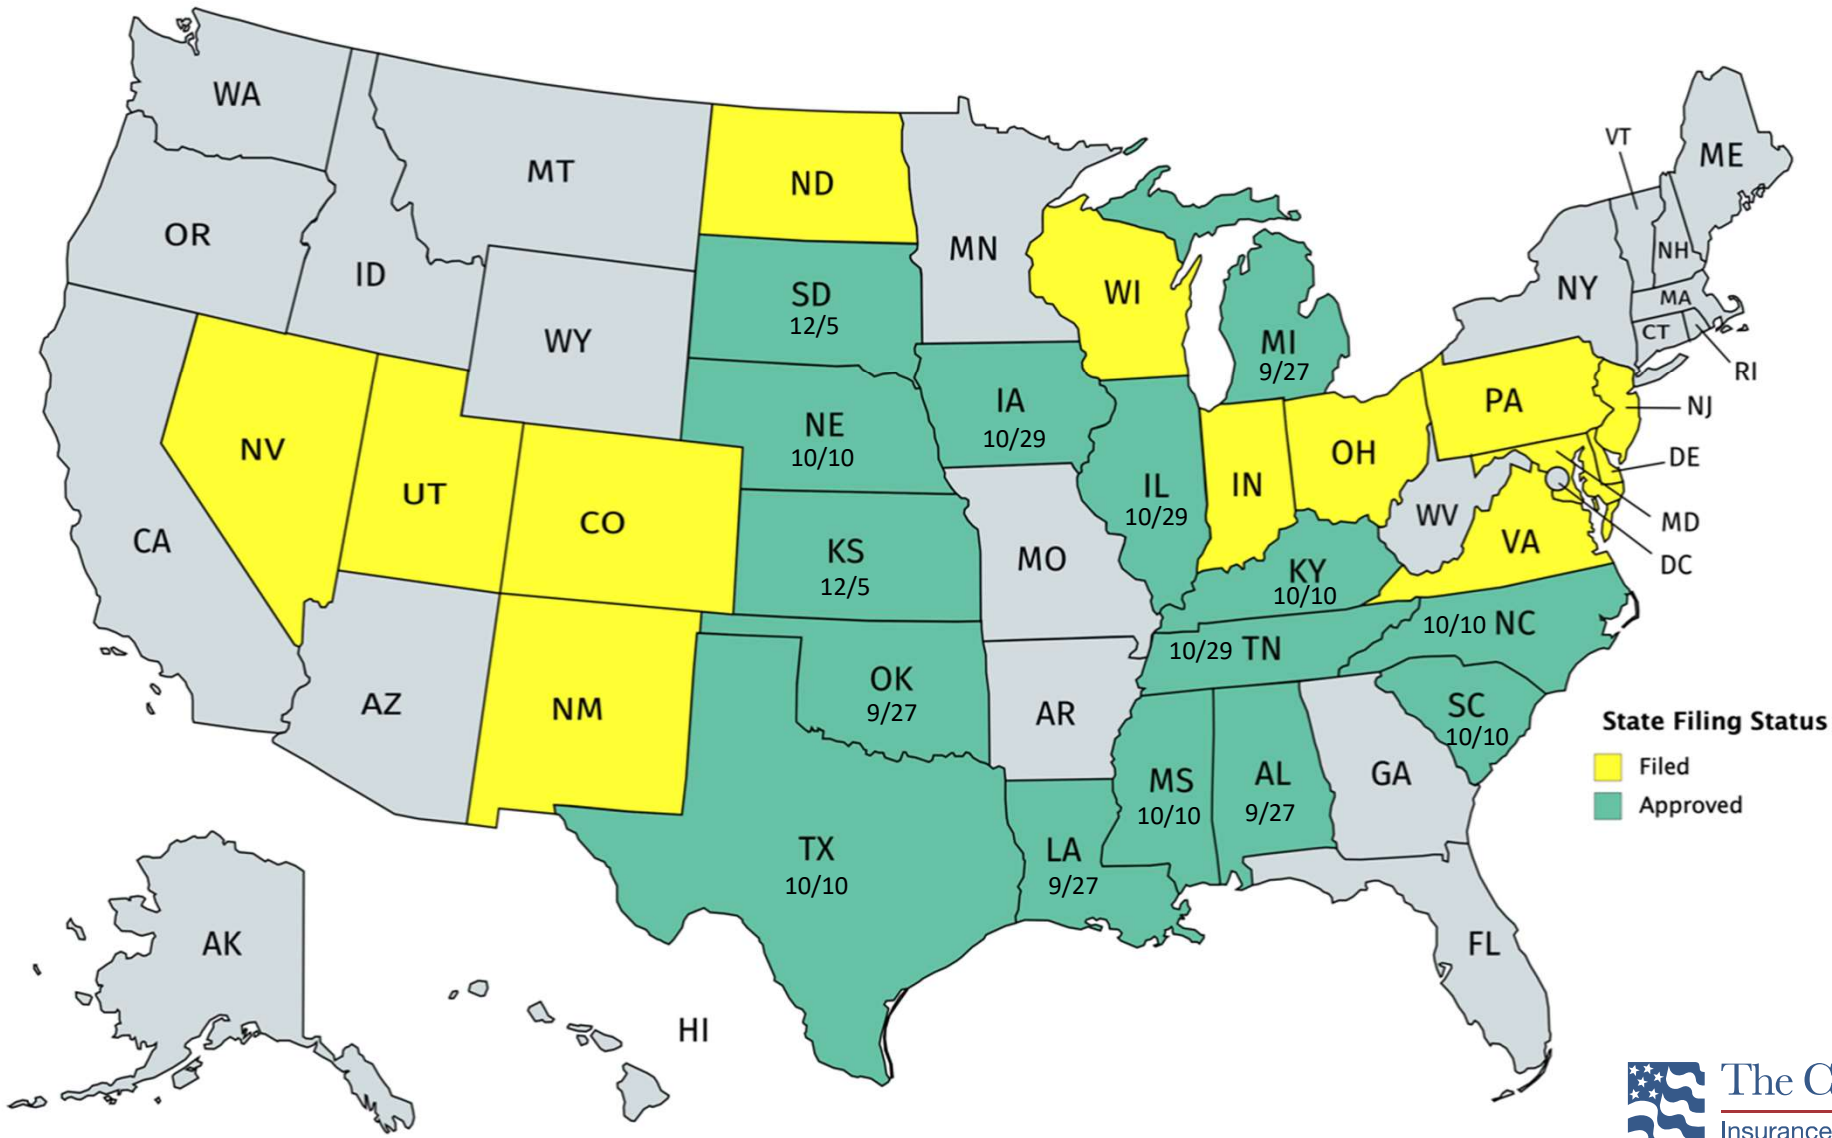 WA
MT
ND
VT
ME
OR
ID
MN
NH
SD
12/5
WI
NY
MA
WY
MI
9/27
CT
RI
NE
10/10
IA
10/29
PA
NJ
NV
UT
CO
IL
10/29
IN
OH
DE
WV
MD
CA
KS
12/5
MO
KY
10/10
VA
DC
10/29 TN
10/10 NC
AZ
NM
OK
9/27
AR
SC
10/10
State Filing Status
Filed
Approved
MS
10/10
AL
9/27
GA
TX
10/10
LA
9/27
AK
FL
HI
The C
Insurance